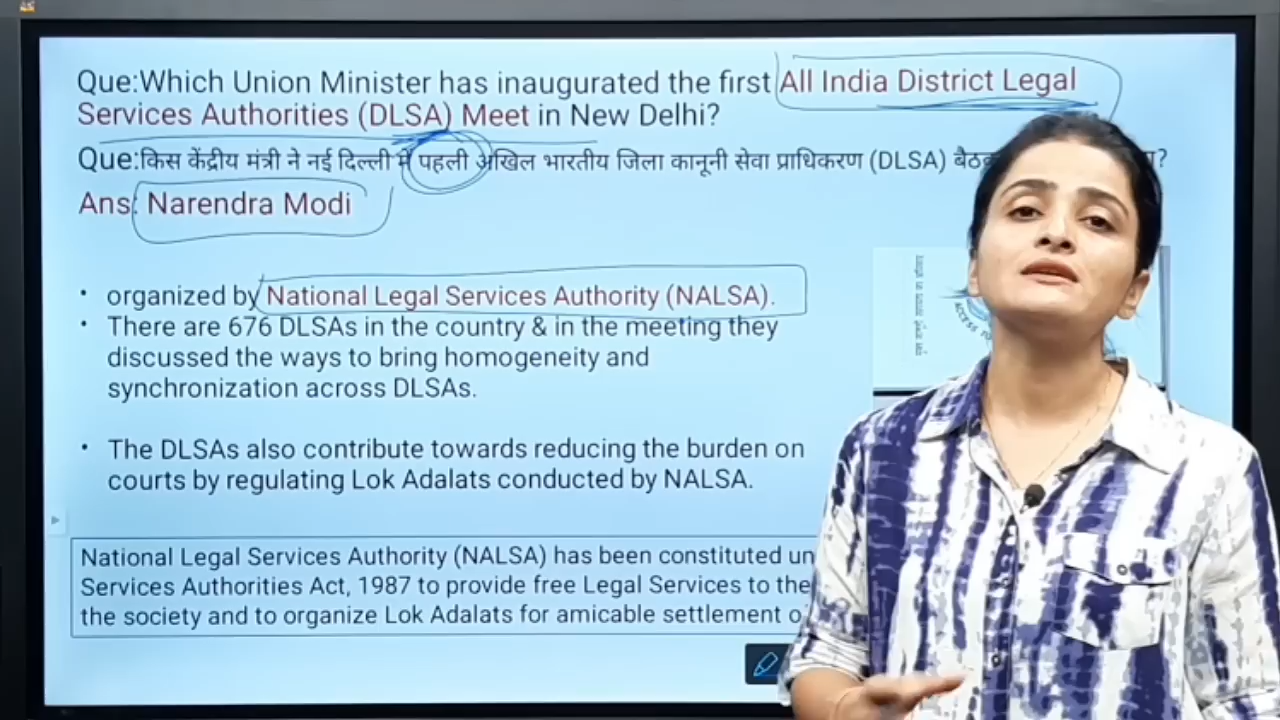 Que:Which Union Minister has inaugurated the first All India District Legal
Services Authorities (DLSA) Meet in New Delhi?
Que:किस केंद्रीय मंत्री ने नई दिल्ली में पहली अखिल भारतीय जिला कानूनी सेवा प्राधिकरण (DLSA)
Ans: Narendra Modi
• organized by National Legal Services Authority (NALSA).
• There are 676 DLSAs in the country & in the meeting they
discussed the ways to bring homogeneity and
synchronization across DLSAs.
• The DLSAs also contribute towards reducing the burden on
courts by regulating Lok Adalats conducted by NALSA.
National Legal Services Authority (NALSA) has been constituted
Services Authorities Act, 1987 to provide free Legal Services to the
the society and to organize Lok Adalats for amicable settlement
ACCESS